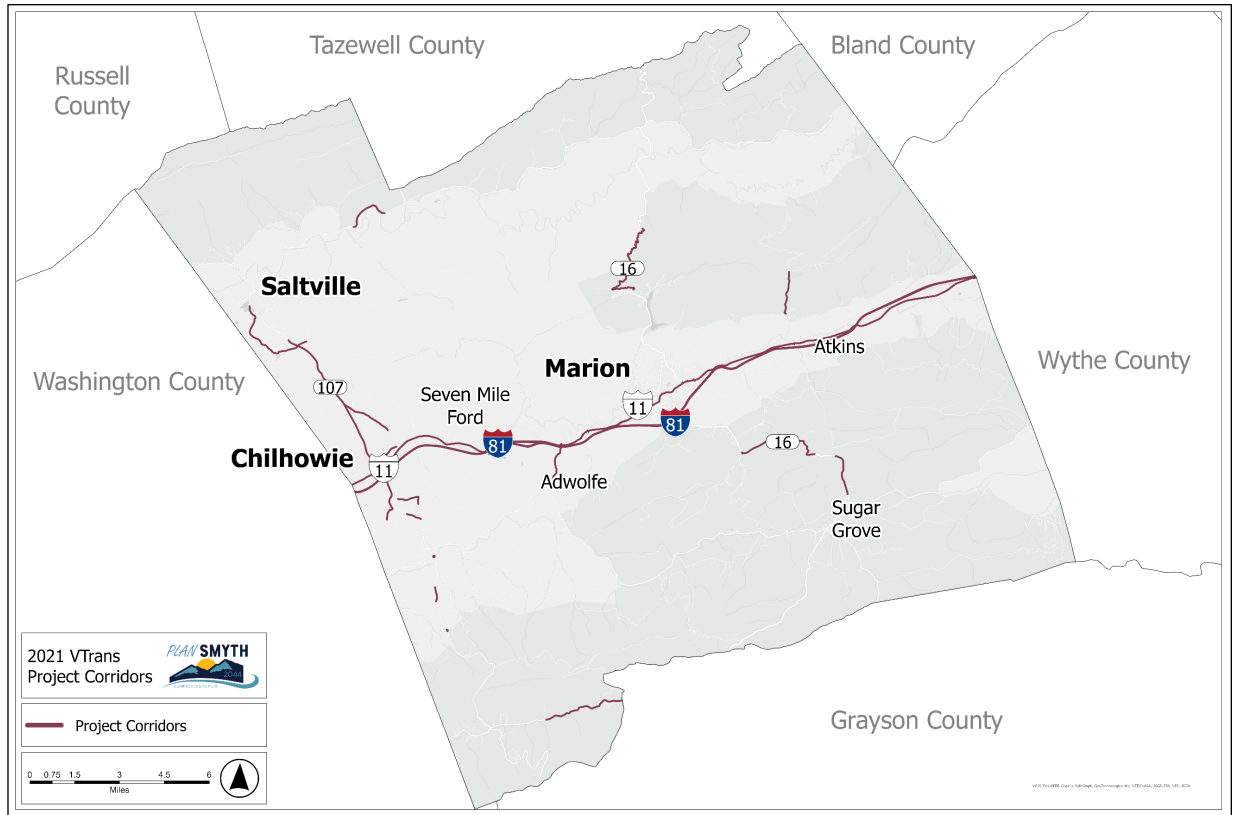 Tazewell County
Bland County
Russell
County
16
Saltville
Atkins
Wythe County
Marion
Washington County
107
Seven Mile
Ford
11
81
81
16
Chilhowie
11
Adwolfe
Sugar
Grove
2021 VTrans
Project Corridors
PLAN SMYTH
2044
COMPREHENSIVE PLAN
Project Corridors
Grayson County
0 0.75 1.5 3 4.5 6
Miles